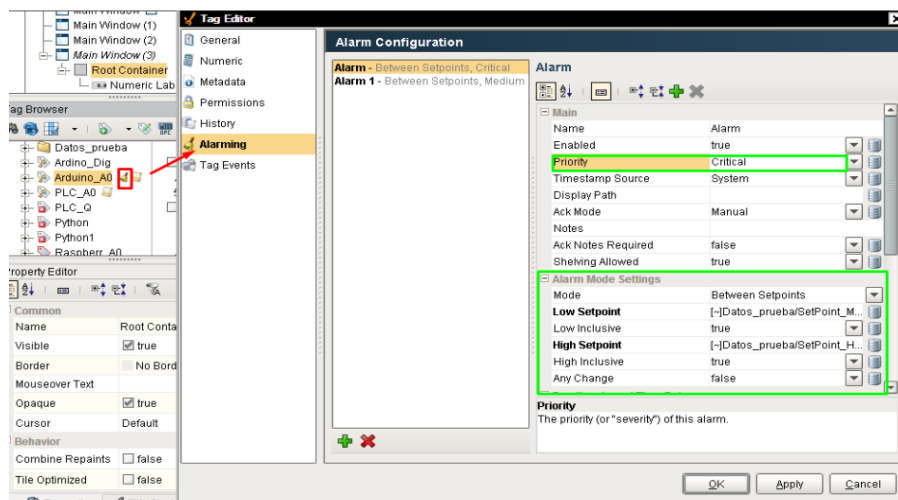 Main Window (1)
Main Window (2)
Main Window (3)
Root Container
Numeric Lab
Tag Browser
Datos_prueba
Ardino_Dig
Arduino_A0
PLC_A0
PLC_Q
Python
Python1
Raspberr_A0
Property Editor
Common
Name Root Conta
Visible true
Border No Bord
Mouseover Text
Opaque true
Cursor Default
Behavior
Combine Repaints false
Tile Optimized false
Tag Editor
General
Numeric
Metadata
Permissions
History
Alarming
Tag Events
Alarm Configuration
Alarm - Between Setpoints, Critical
Alarm 1 - Between Setpoints, Medium
Alarm
Main
Name Alarm
Enabled true
Priority Critical
Timestamp Source System
Display Path
Ack Mode Manual
Notes
Ack Notes Required false
Shelving Allowed true
Alarm Mode Settings
Mode Between Setpoints
Low Setpoint [~]Datos_prueba/SetPoint_M...
Low Inclusive true
High Setpoint [~]Datos_prueba/SetPoint_H...
High Inclusive true
Any Change false
Priority
The priority (or "severity") of this alarm.
OK Apply Cancel